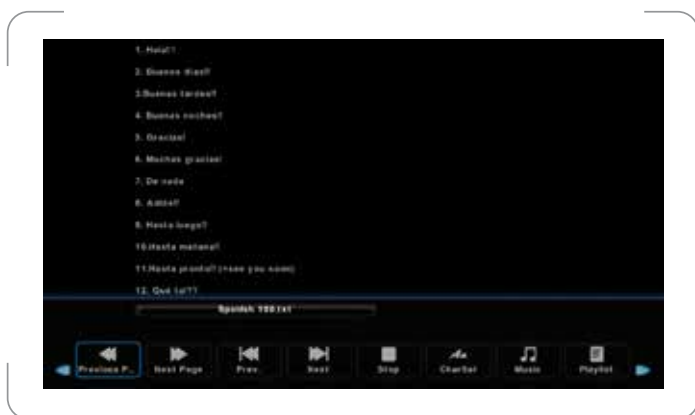 1. Hola!?
2. Buenos dias!?
3.Buenas tardes!?
4. Buenas noches!?
5. Gracias!
6. Muchas gracias!
7. De nada
8.
9. Hasta luego!?
10.Hasta manana!?
11.Hasta pronto!? (=see you soon)
12. Qué tal??
Spanish 100.txt
Previous P..
Next Page
Prev.
Next
Stop
CharSet
Music
Playlist